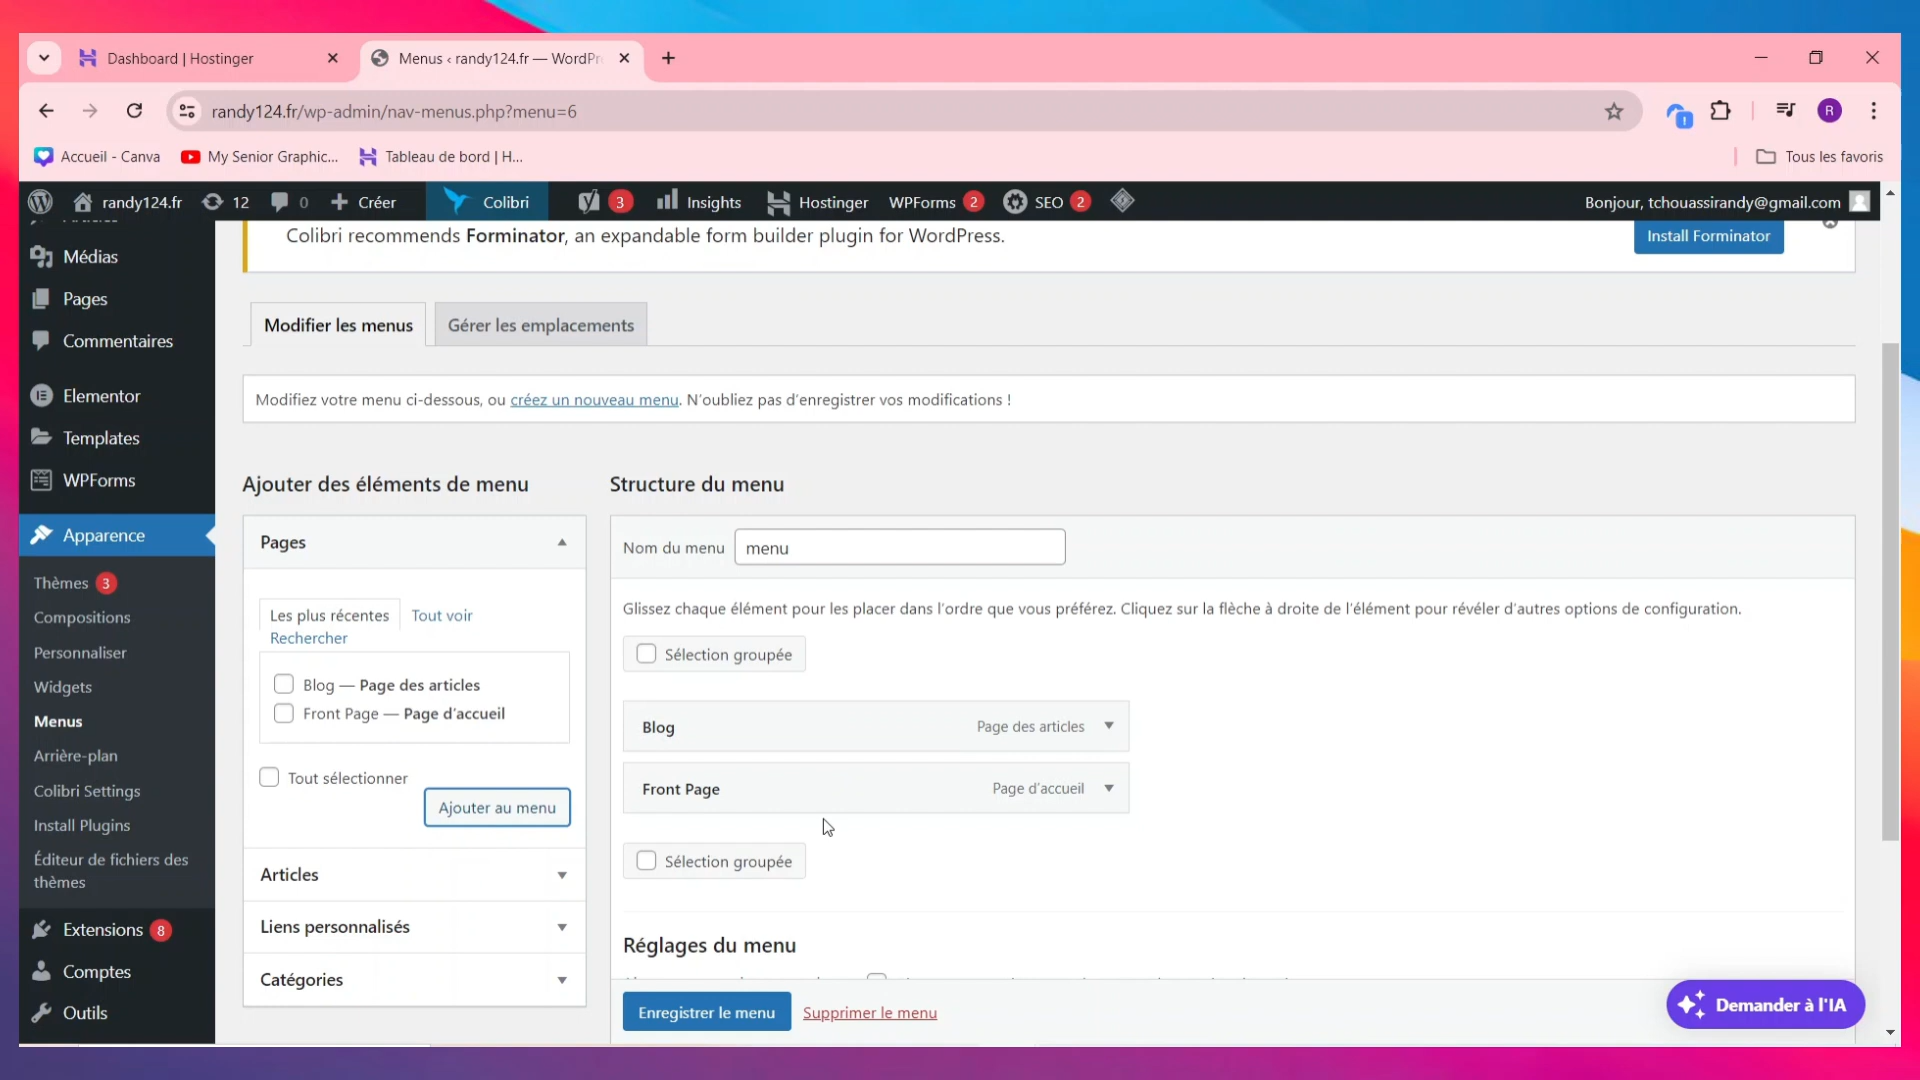 Dashboard | Hostinger
Menus ‹ randy124.fr — WordPr
randy124.fr/wp-admin/nav-menus.php?menu=6
R
Accueil - Canva
My Senior Graphic...
Tableau de bord | H...
Tous les favoris
randy124.fr
12
0
Créer
Colibri
3
Insights
Hostinger
WPForms 2
SEO 2
Bonjour, tchouassirandy@gmail.com
Colibri recommends Forminator, an expandable form builder plugin for WordPress.
Install Forminator
Médias
Pages
Commentaires
Elementor
Templates
WPForms
Apparence
Thèmes 3
Compositions
Personnaliser
Widgets
Menus
Arrière-plan
Colibri Settings
Install Plugins
Éditeur de fichiers des
thèmes
Extensions 8
Comptes
Outils
Modifier les menus
Gérer les emplacements
Modifiez votre menu ci-dessous, ou créez un nouveau menu. N’oubliez pas d’enregistrer vos modifications !
Ajouter des éléments de menu
Pages
Les plus récentes
Tout voir
Rechercher
Blog — Page des articles
Front Page — Page d’accueil
Tout sélectionner
Ajouter au menu
Articles
Liens personnalisés
Catégories
Structure du menu
Nom du menu
menu
Glissez chaque élément pour les placer dans l’ordre que vous préférez. Cliquez sur la flèche à droite de l’élément pour révéler d’autres options de configuration.
Sélection groupée
Blog
Page des articles
Front Page
Page d’accueil
Sélection groupée
Réglages du menu
Enregistrer le menu
Supprimer le menu
Demander à l'IA